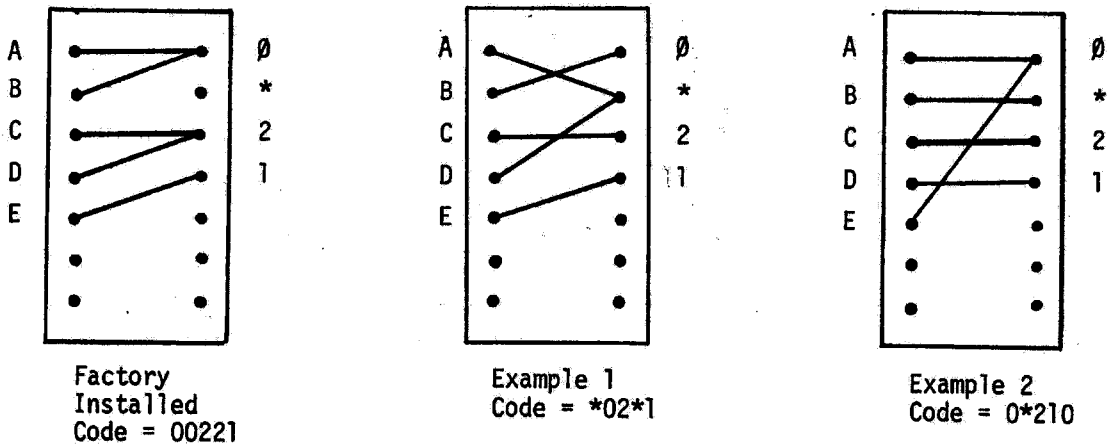 A Ø
B *
C 2
D 1
E
A Ø
B *
C 2
D 1
E
A Ø
B *
C 2
D 1
E
Factory
Installed
Code = 00221
Example 1
Code = *02*1
Example 2
Code = 0*210